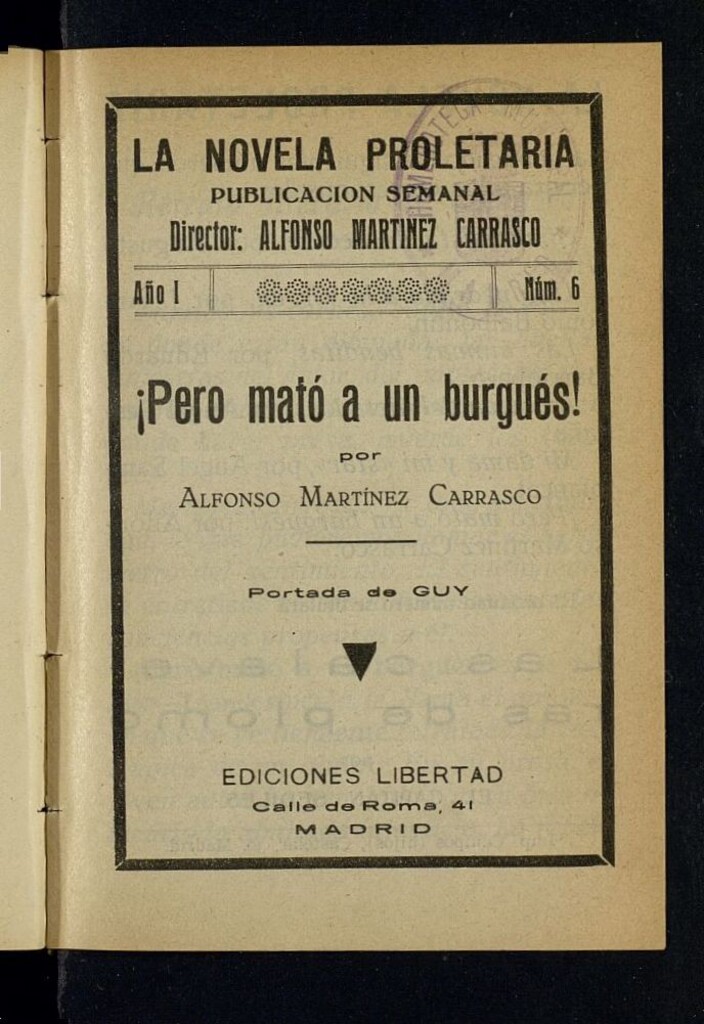 LA NOVELA PROLETARIA
PUBLICACION SEMANAL
Director: ALFONSO MARTINEZ CARRASCO
Año I
Núm. 6
¡Pero mató a un burgués!
por
ALFONSO MARTÍNEZ CARRASCO
Portada de GUY
EDICIONES LIBERTAD
Calle de Roma, 41
MADRID